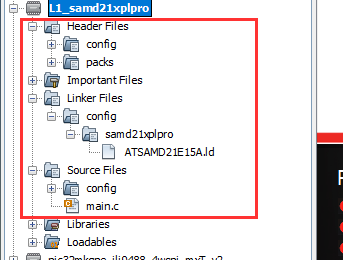 L1_samd21xplpro
Header Files
config
packs
Important Files
Linker Files
config
samd21xplpro
ATSAMD21E15A.ld
Source Files
config
main.c
Libraries
Loadables